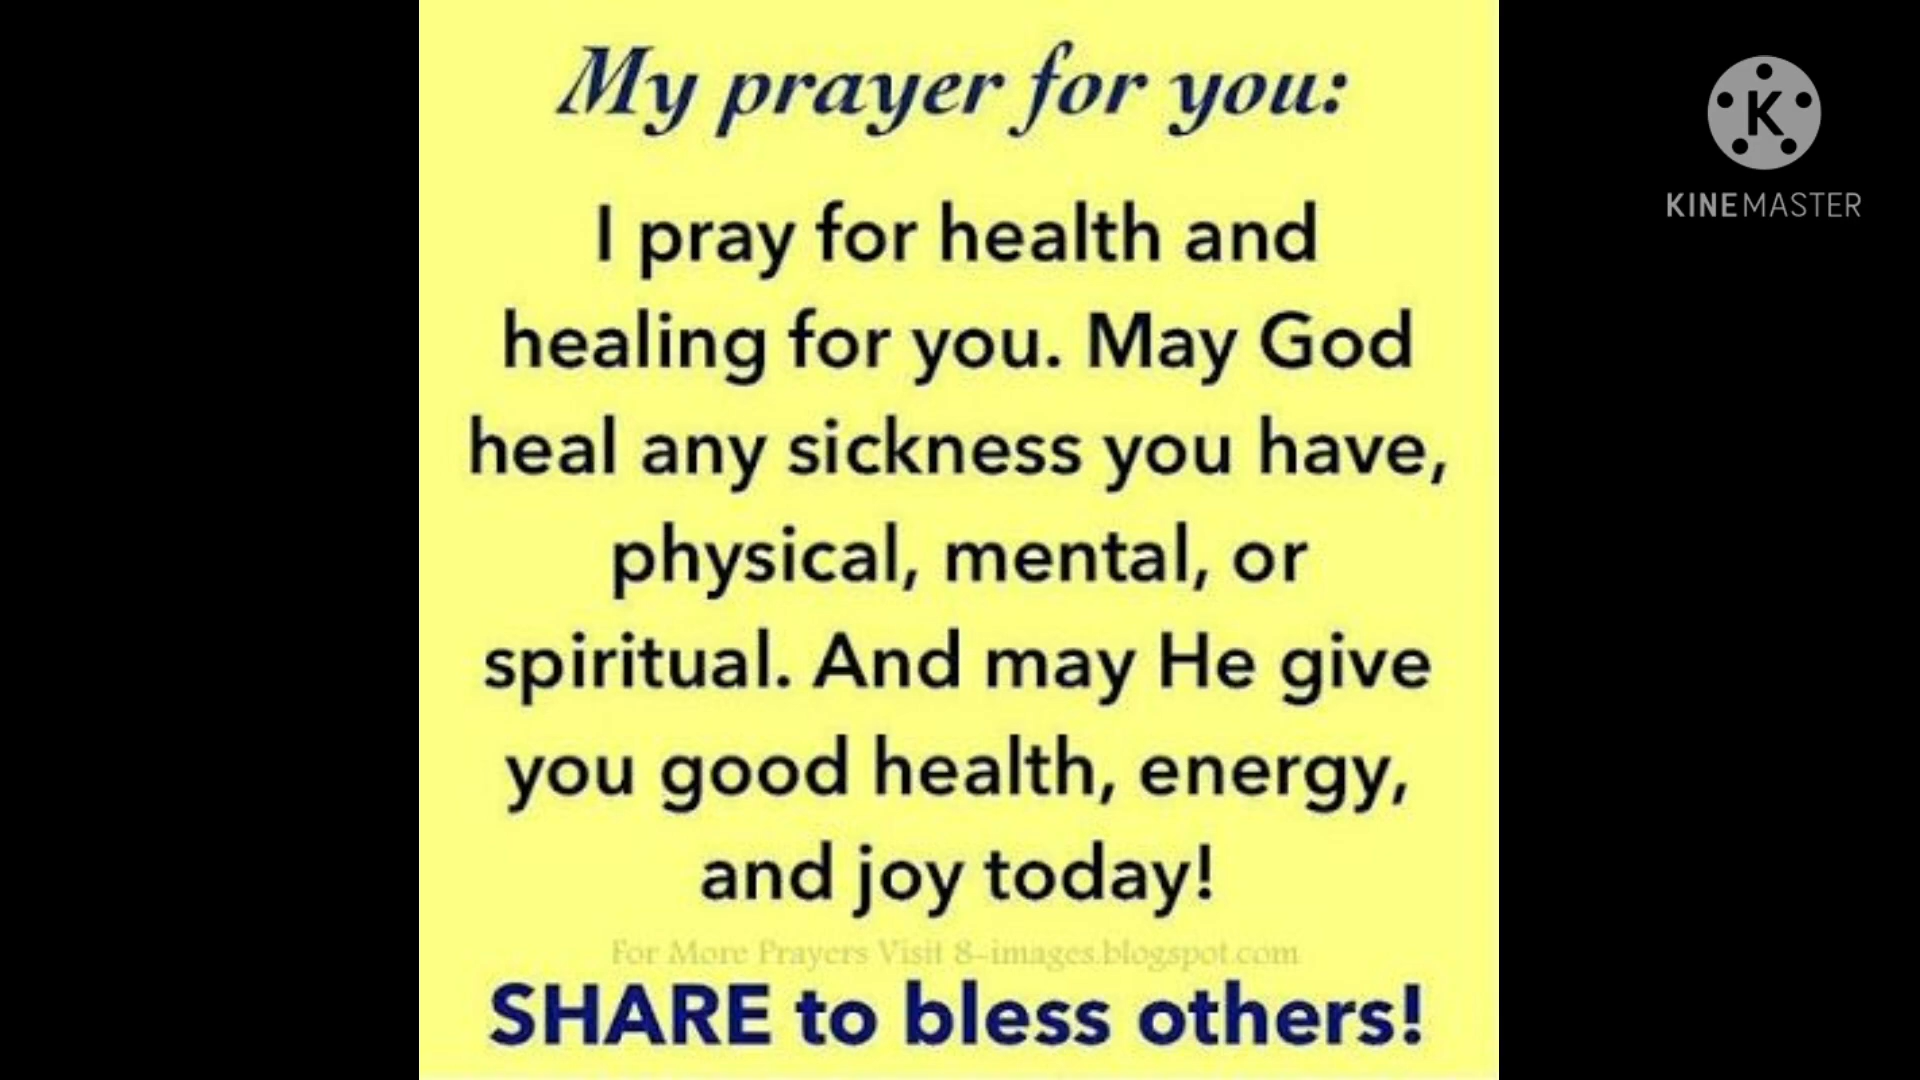 My prayer for you:
I pray for health and
healing for you. May God
heal any sickness you have,
physical, mental, or
spiritual. And may He give
you good health, energy,
and joy today!
For More Prayers Visit 8-images.blogspot.com
SHARE to bless others!
K
KINEMASTER